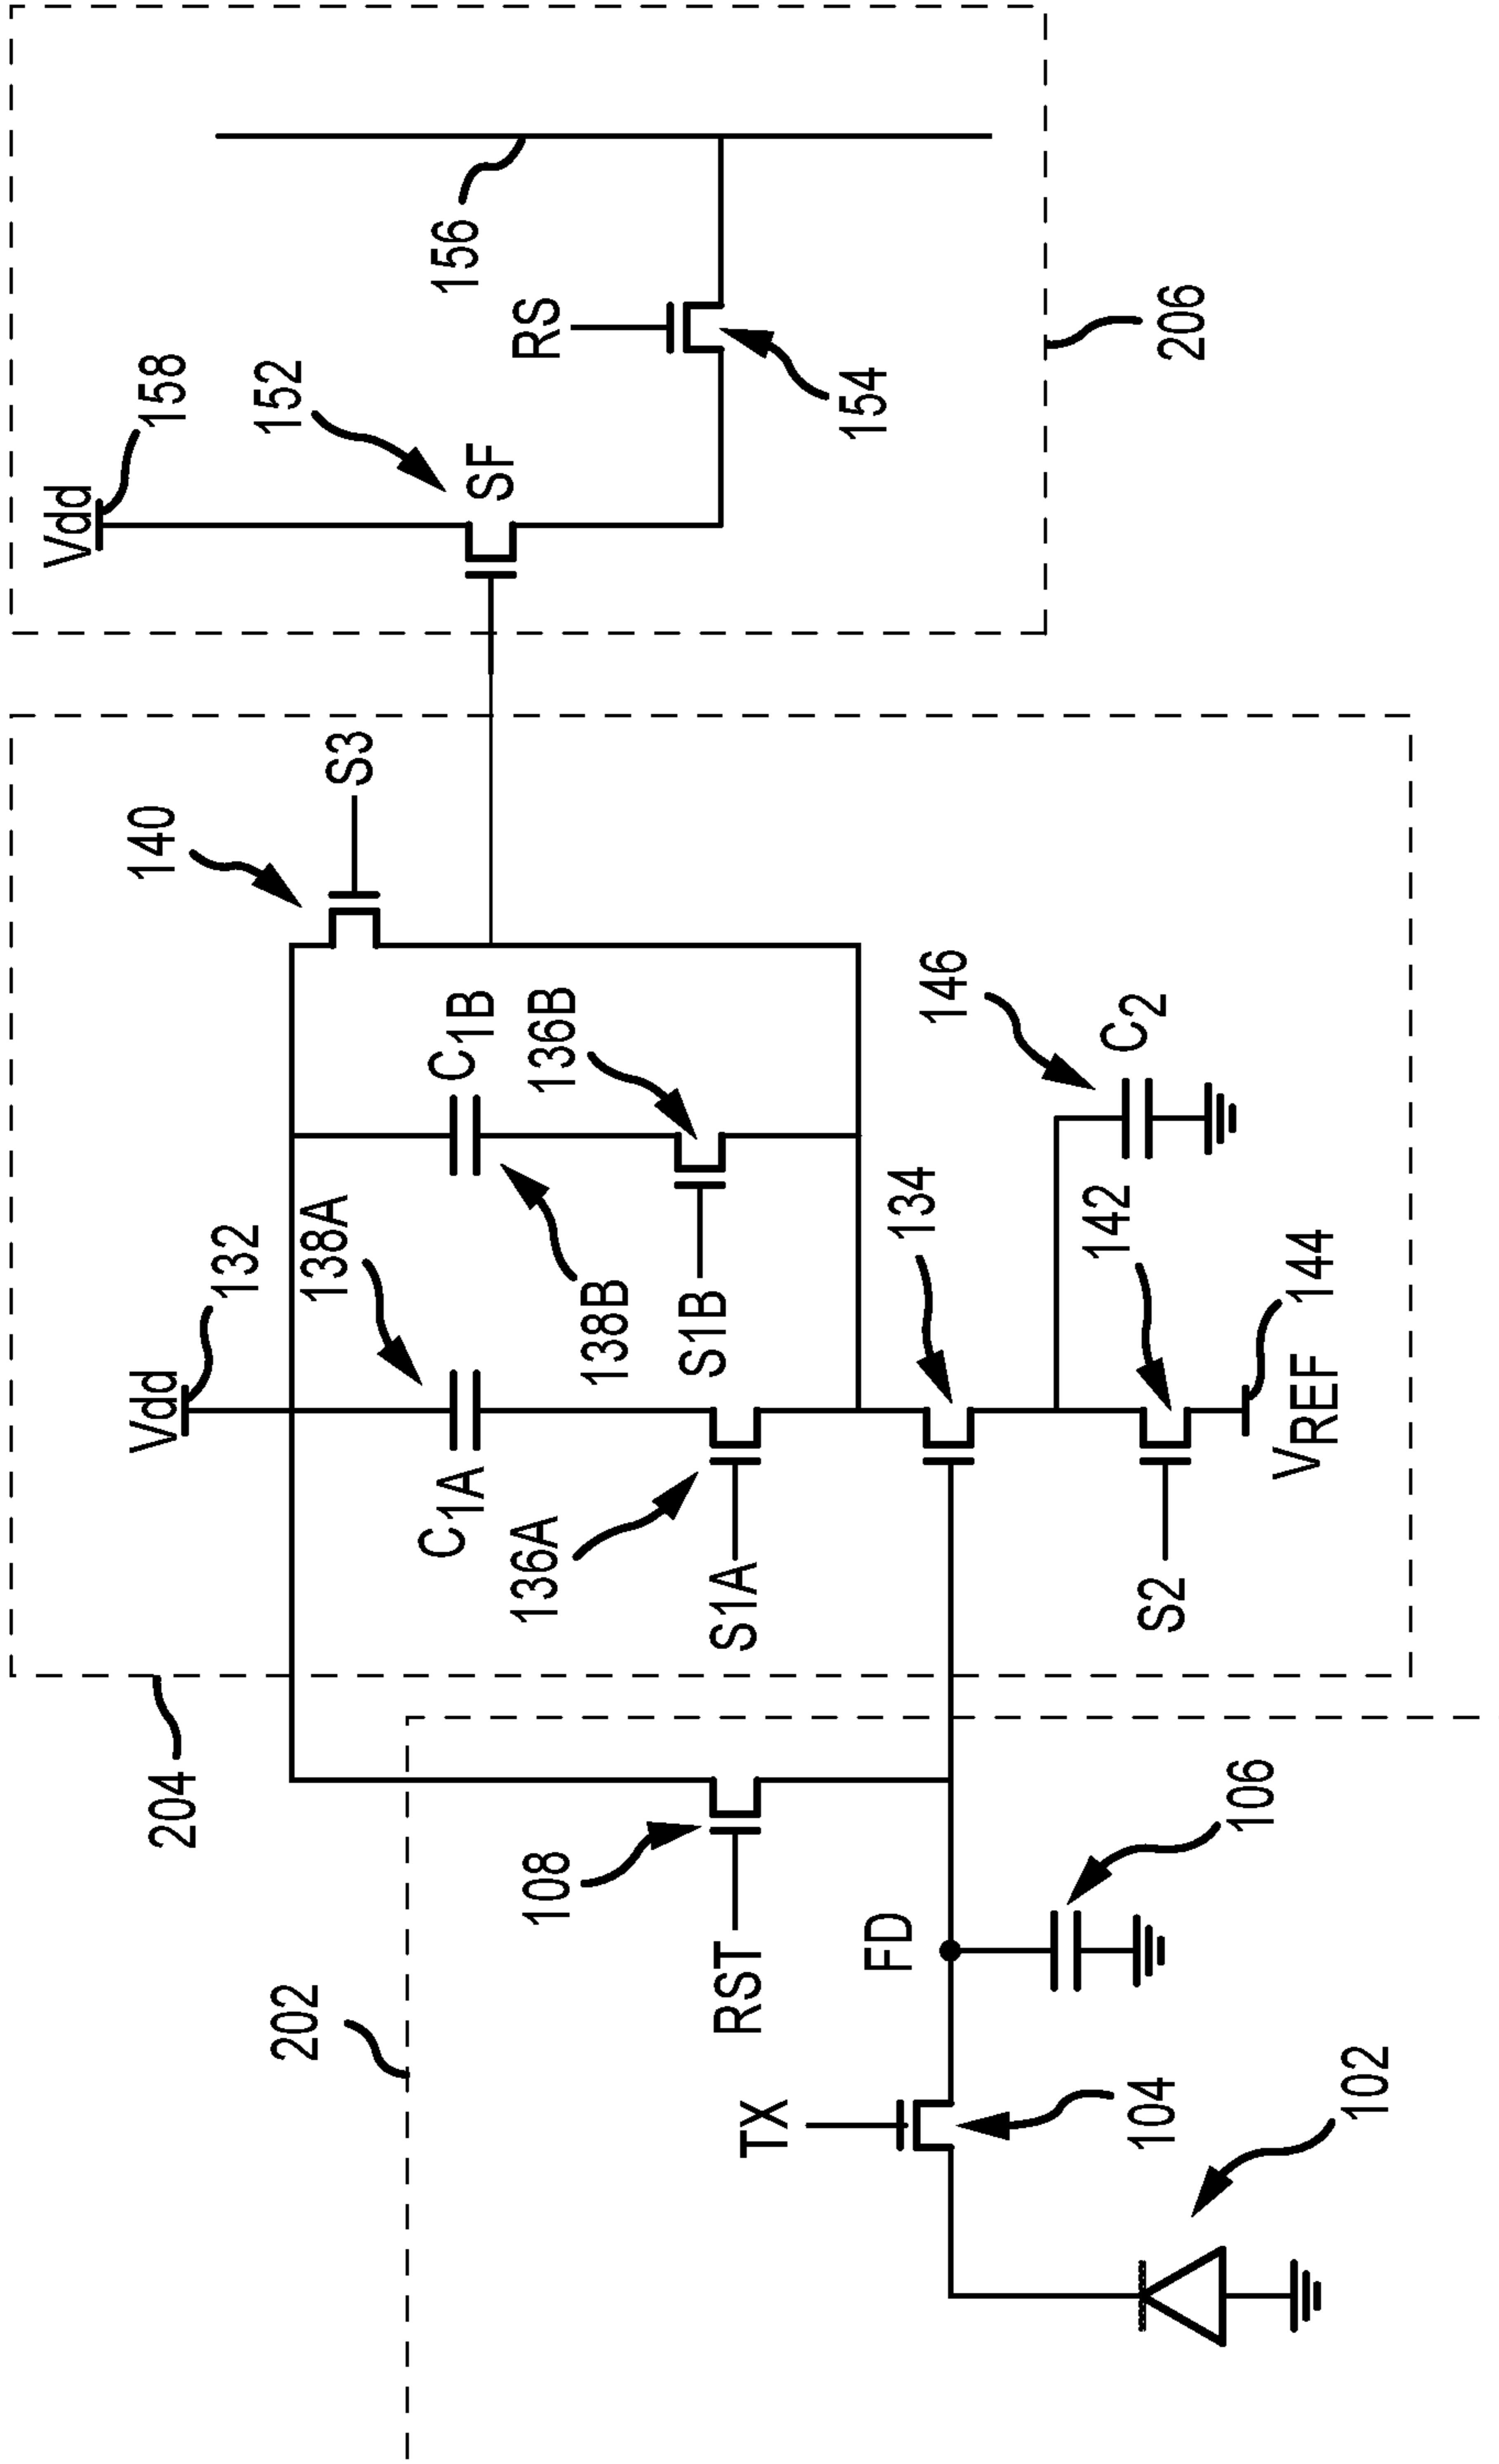 Vdd
158
152
SF
RS
154
156
206
204
Vdd
132
138A
C1A
136A
S1A
138B
C1B
136B
S1B
140
S3
134
142
S2
VREF
144
146
C2
202
108
RST
FD
106
TX
104
102